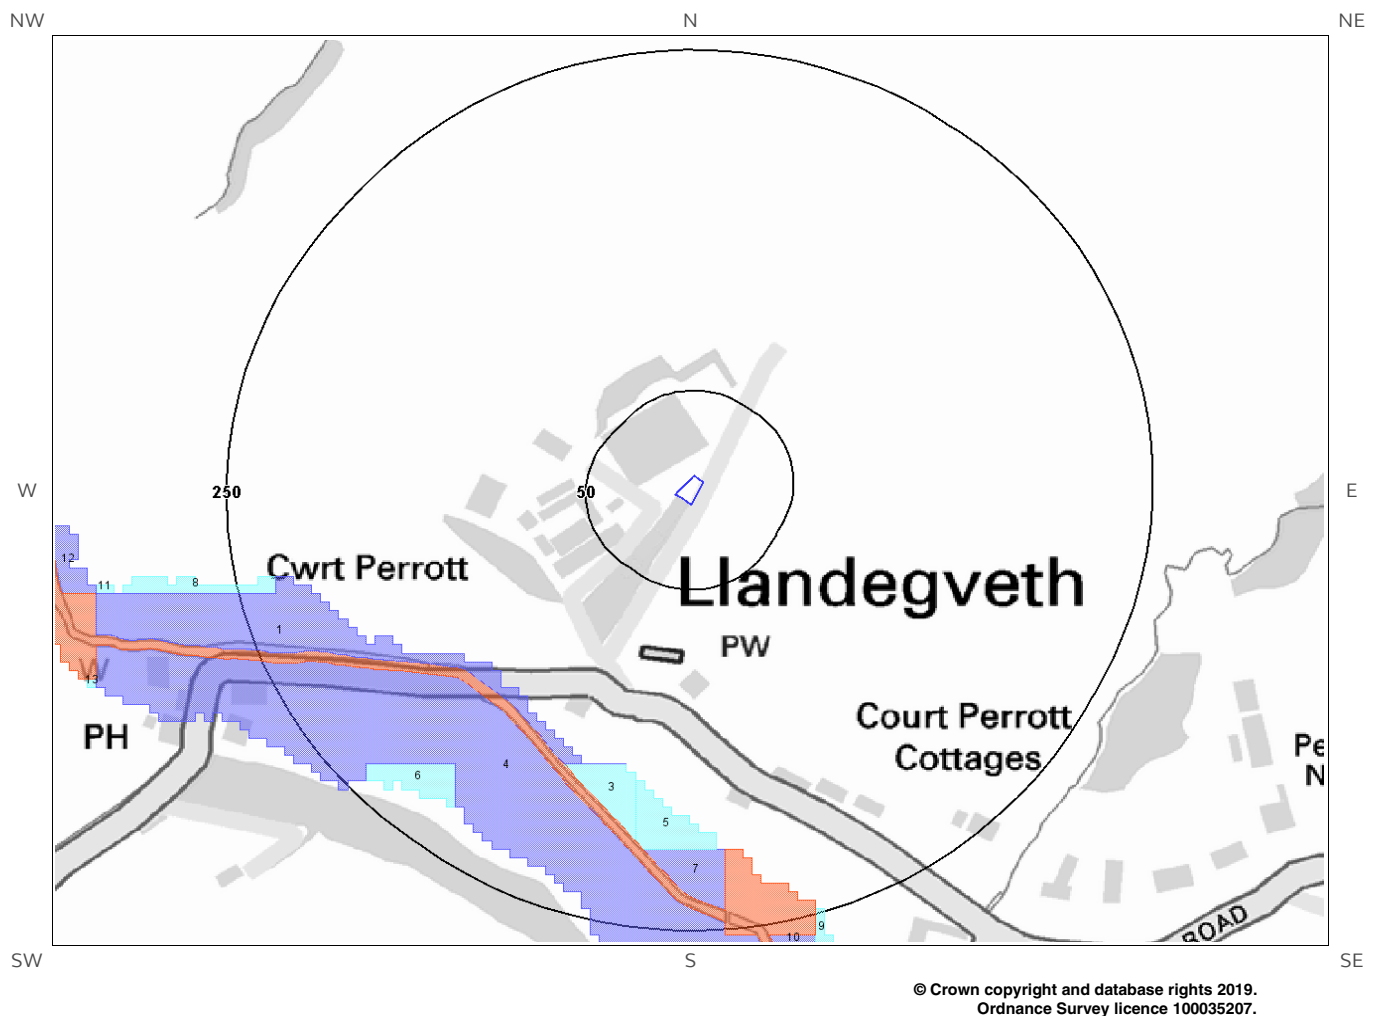 NW
N
NE
W
250
50
E
12
11
8
Cwrt Perrott
Llandegveth
1
PW
W
13
PH
Court Perrott
Cottages
Pe
N
4
6
3
5
7
9
10
ROAD
SW
S
SE
© Crown copyright and database rights 2019.
Ordnance Survey licence 100035207.